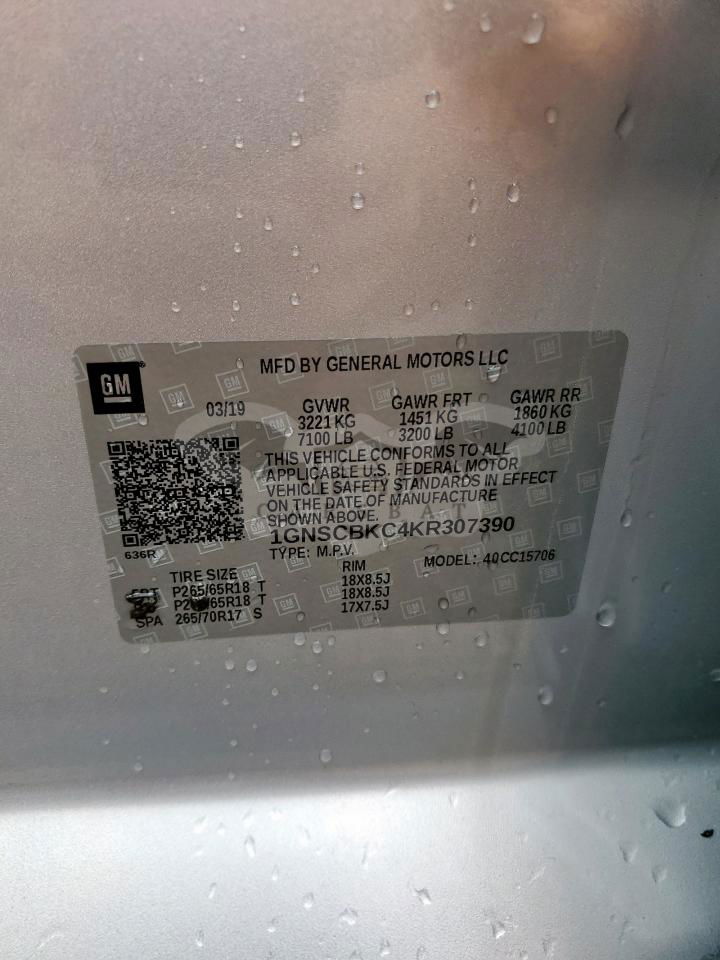 GM
MFD BY GENERAL MOTORS LLC
03/19
GVWR
3221 KG
7100 LB
GAWR FRT
1451 KG
3200 LB
GAWR RR
1860 KG
4100 LB
THIS VEHICLE CONFORMS TO ALL
APPLICABLE U.S. FEDERAL MOTOR
VEHICLE SAFETY STANDARDS IN EFFECT
ON THE DATE OF MANUFACTURE
SHOWN ABOVE.
1GNSCBKC4KR307390
636R
TYPE: M.P.V.
MODEL: 40CC15706
TIRE SIZE
RIM
P265/65R18 T
18X8.5J
18X8.5J
SPA 265/70R17 S
17X7.5J